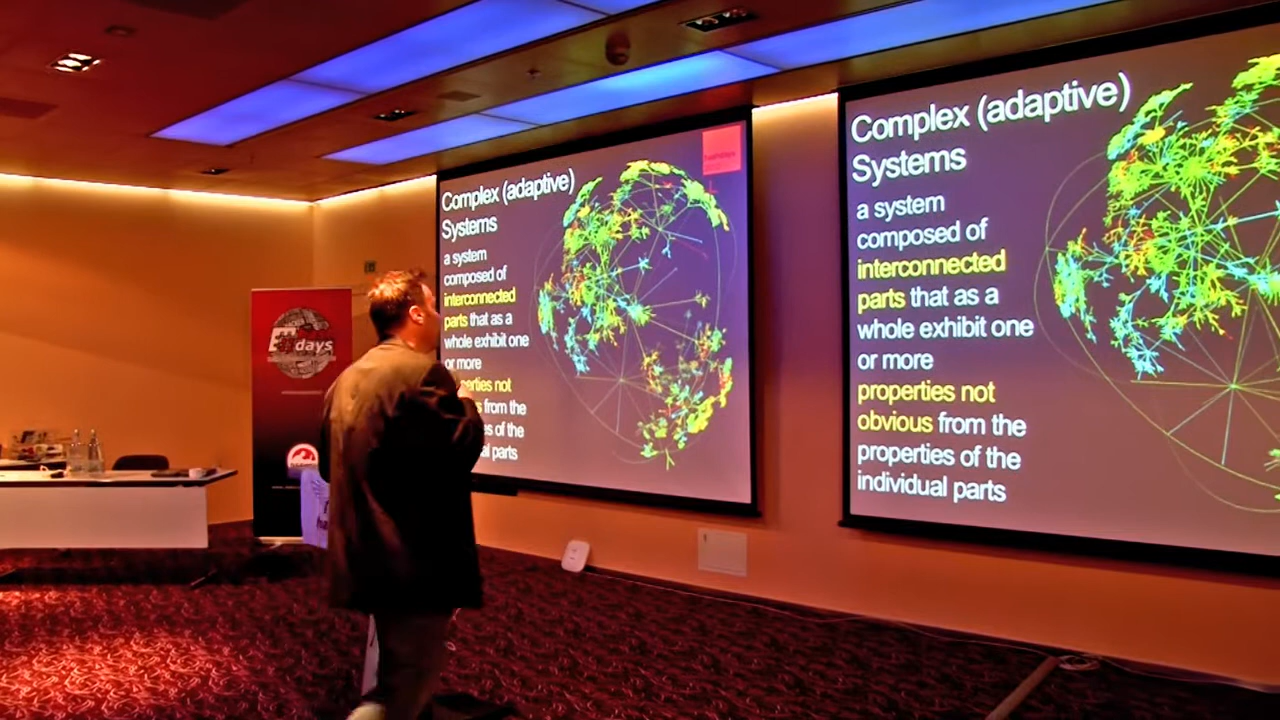 Complex (adaptive)
Systems
a system
composed of
interconnected
parts that as a
whole exhibit one
or more
properties not
from the
of the
parts
Complex (adaptive)
Systems
a system
composed of
interconnected
parts that as a
whole exhibit one
or more
properties not
obvious from the
properties of the
individual parts
days